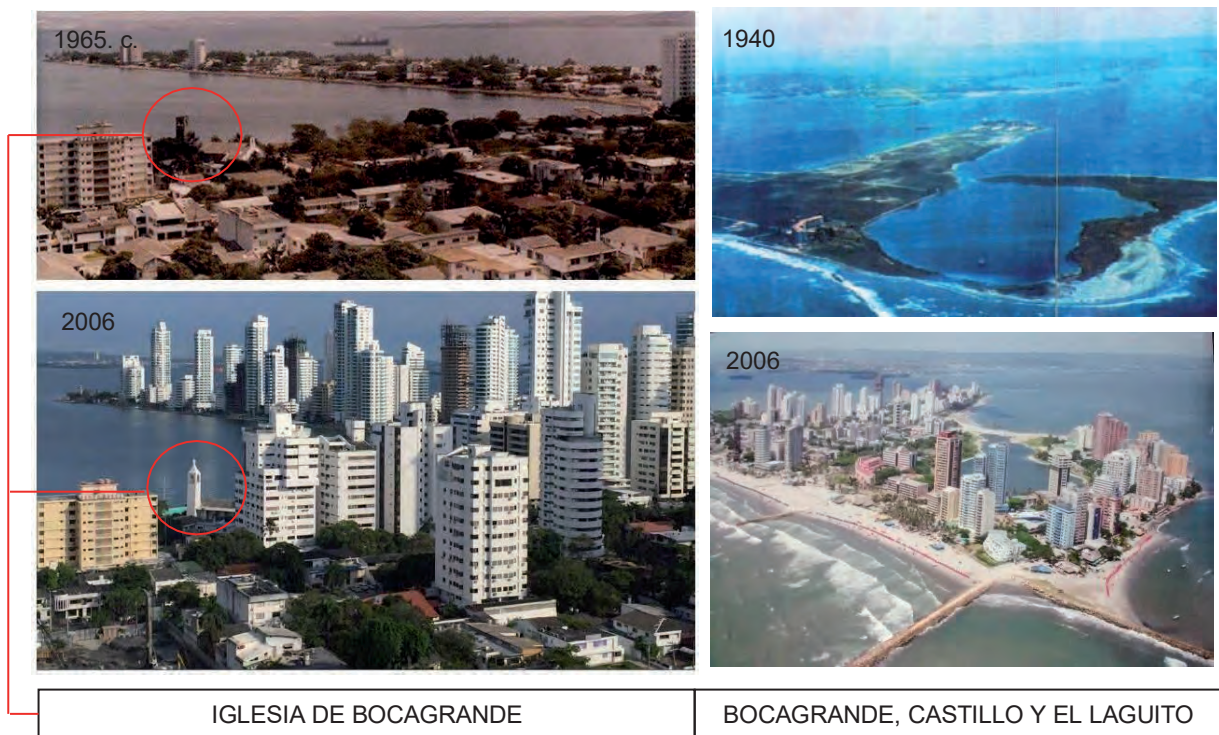 1965. c.
1940
2006
2006
IGLESIA DE BOCAGRANDE
BOCAGRANDE, CASTILLO Y EL LAGUITO